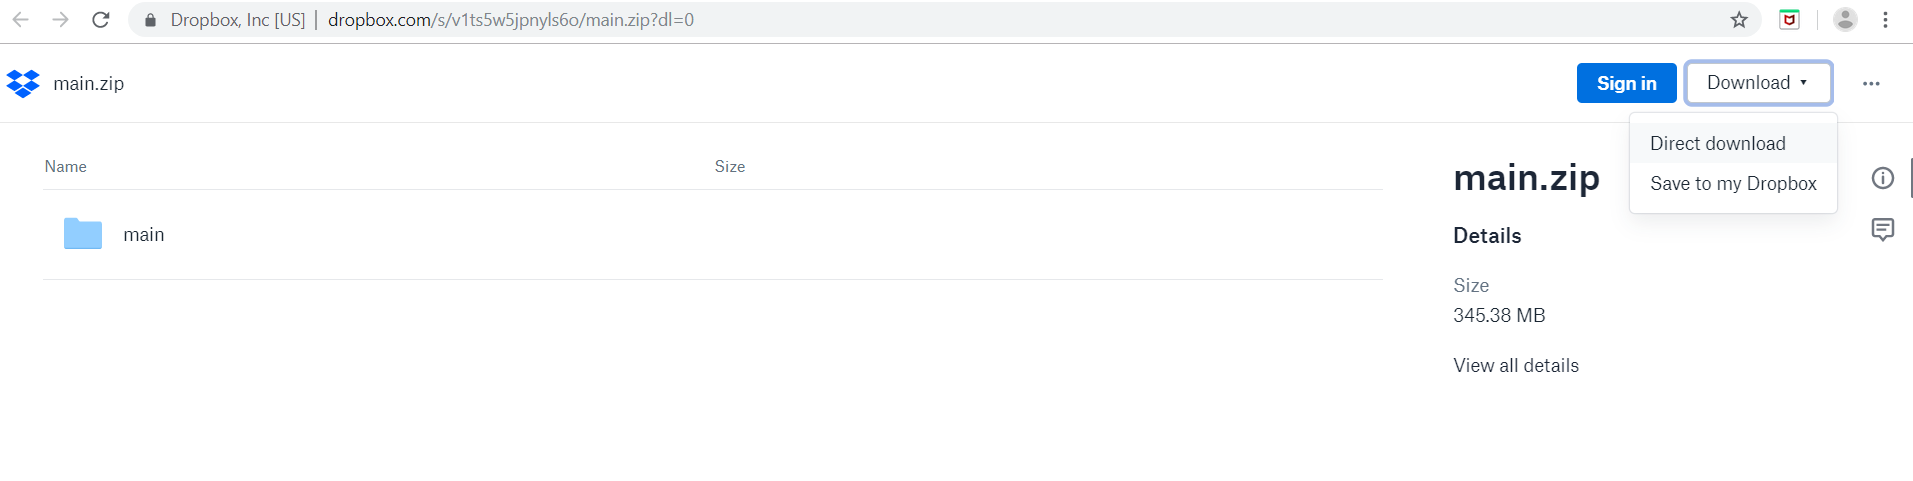 Dropbox, Inc [US] | dropbox.com/s/v1ts5w5jpnyls6o/main.zip?dl=0
main.zip
Sign in
Download
Direct download
Save to my Dropbox
Name Size
main
main.zip
Details
Size
345.38 MB
View all details